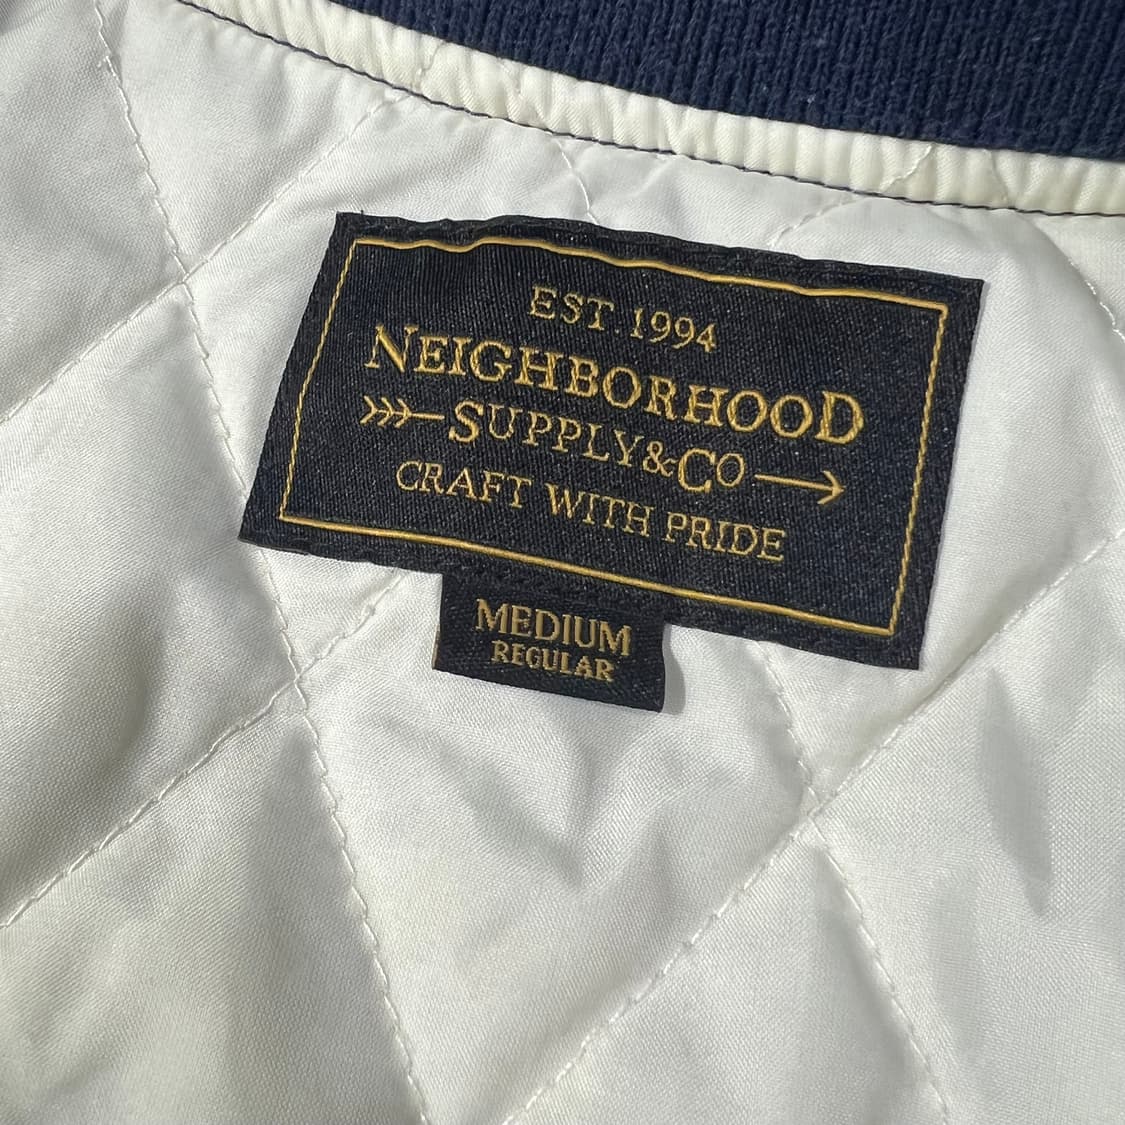 EST. 1994
NEIGHBORHOOD
SUPPLY&CO
CRAFT WITH PRIDE
MEDIUM
REGULAR